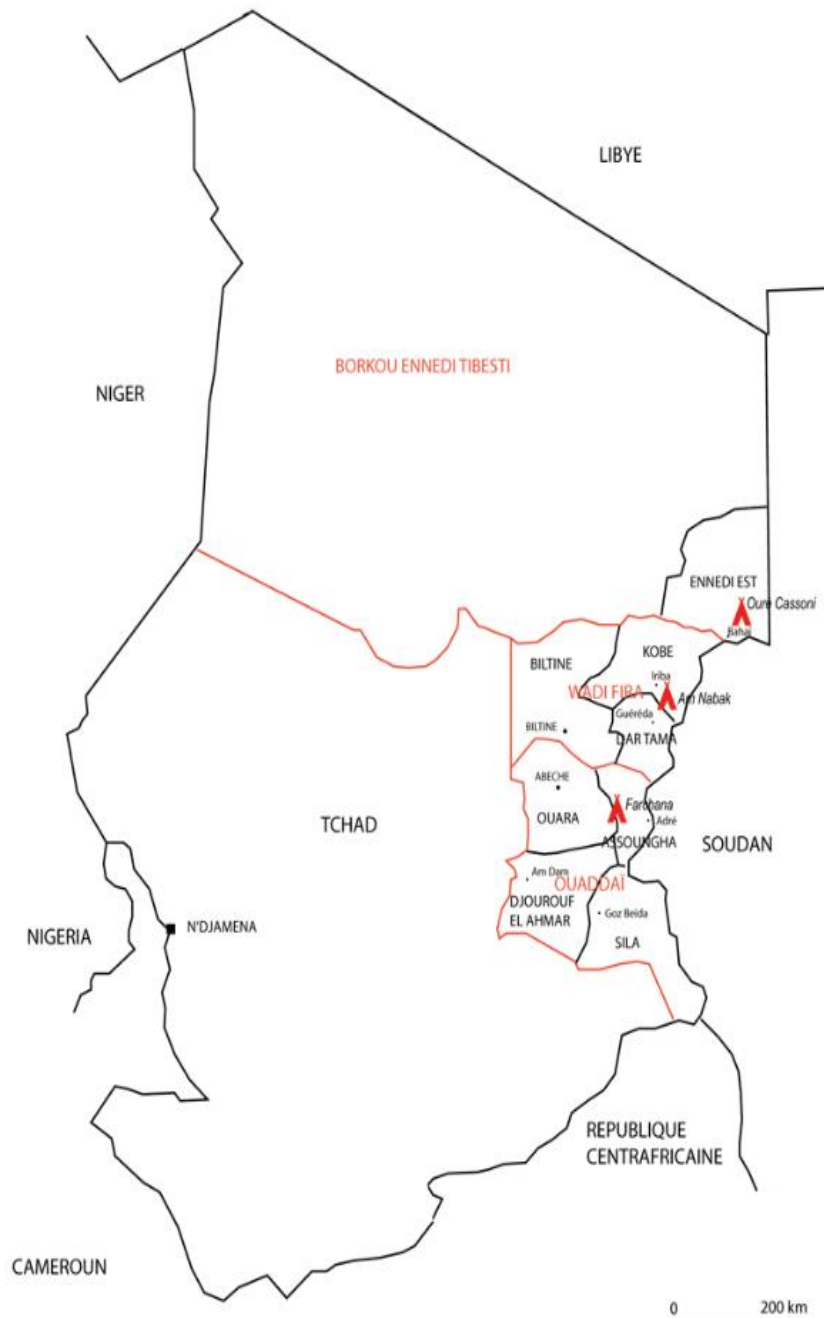 LIBYE
BORKOU ENNEDI TIBESTI
NIGER
ENNEDI EST
Oure Cassoni
Bahaï
KOBE
BILTINE
Iriba
WADI FIRA
Am Nabak
Guéréda
BILTINE
DAR TAMA
ABECHE
Farchana
OUARA
Adré
TCHAD
ASSOUNGHA
SOUDAN
Am Dam
OUADDAÏ
DJOUROUF
EL AHMAR
Goz Beida
SILA
N'DJAMENA
NIGERIA
REPUBLIQUE
CENTRAFRICAINE
CAMEROUN
0 200 km